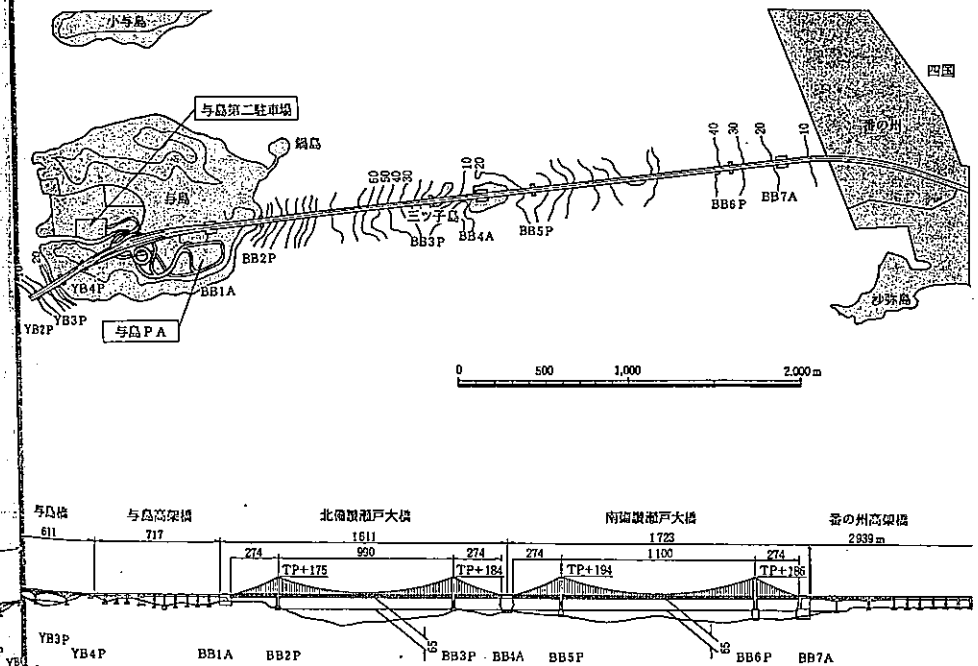 小与島
四国
与島第二駐車場
番の州
鍋島
与島
40 30 20 10
60 50 40 30
10
20
三ツ子島
BB6P
BB7A
BB5P
BB3P
BB4A
BB2P
20
YB4P
BB1A
沙弥島
YB3P
YB2P
与島PA
0 500 1,000 2,000m
与島橋
与島高架橋
北備讃瀬戸大橋
南備讃瀬戸大橋
番の州高架橋
611
717
1611
1723
2939m
274
990
274
274
1100
274
TP+175
TP+184
TP+194
TP+186
65
65
YB3P
YB4P
BB1A
BB2P
BB3P
BB4A
BB5P
BB6P
BB7A